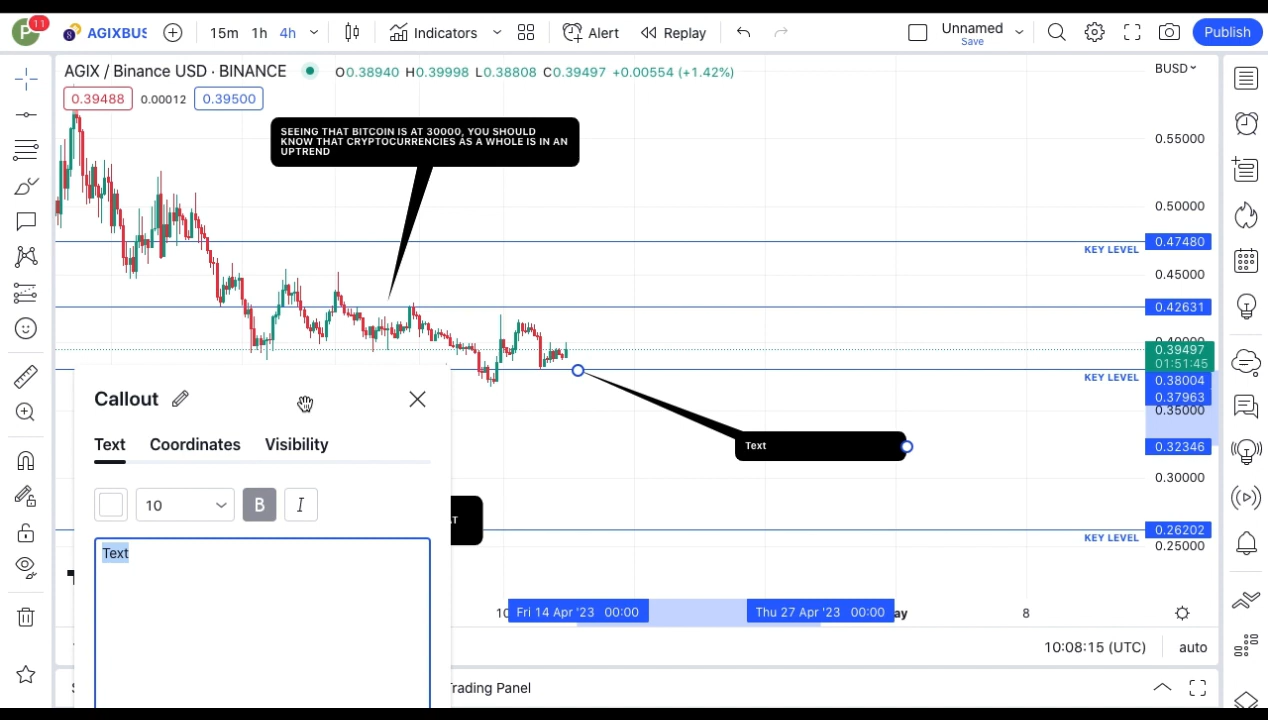 P 11 AGIXBUS 15m 1h 4h Indicators Alert Replay Unnamed Publish
Save
AGIX / Binance USD · BINANCE O0.38940 H0.39998 L0.38808 C0.39497 +0.00554 (+1.42%) BUSD
0.39488 0.00012 0.39500
SEEING THAT BITCOIN IS AT 30000, YOU SHOULD
KNOW THAT CRYPTOCURRENCIES AS A WHOLE IS IN AN
UPTREND
0.55000
0.50000
0.47480
KEY LEVEL
0.45000
0.42631
0.39497
01:51:45
KEY LEVEL 0.38004
0.37963
0.35000
Callout
Text Coordinates Visibility
Text
0.32346
0.30000
10 B I
AT
0.26202
KEY LEVEL
0.25000
Text
10 Fri 14 Apr '23 00:00 Thu 27 Apr '23 00:00 ay 8
10:08:15 (UTC) auto
Trading Panel